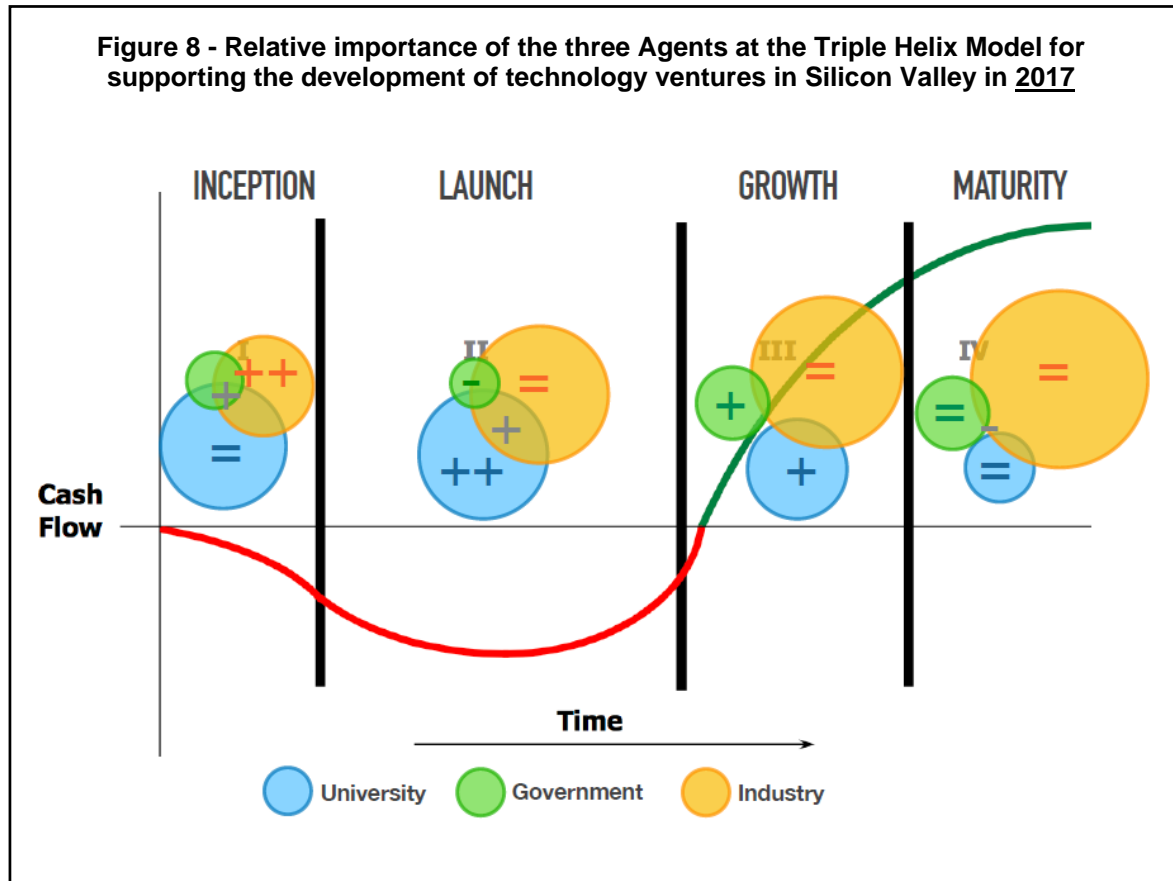 Figure 8 - Relative importance of the three Agents at the Triple Helix Model for
supporting the development of technology ventures in Silicon Valley in 2017
INCEPTION LAUNCH GROWTH MATURITY
I II III IV
++ - = = =
+ + =
= ++ + + = -
Cash
Flow
Time
University Government Industry